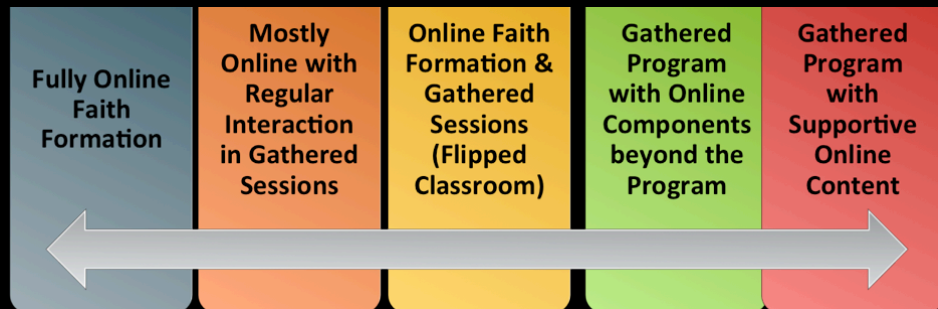 Fully Online
Faith
Formation
Mostly
Online with
Regular
Interaction
in Gathered
Sessions
Online Faith
Formation &
Gathered
Sessions
(Flipped
Classroom)
Gathered
Program
with Online
Components
beyond the
Program
Gathered
Program
with
Supportive
Online
Content